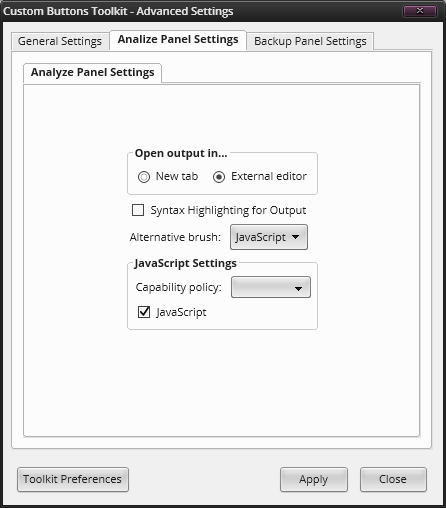 Custom Buttons Toolkit - Advanced Settings
General Settings Analize Panel Settings Backup Panel Settings
Analyze Panel Settings
Open output in...
New tab External editor
Syntax Highlighting for Output
Alternative brush: JavaScript
JavaScript Settings
Capability policy:
JavaScript
Toolkit Preferences Apply Close